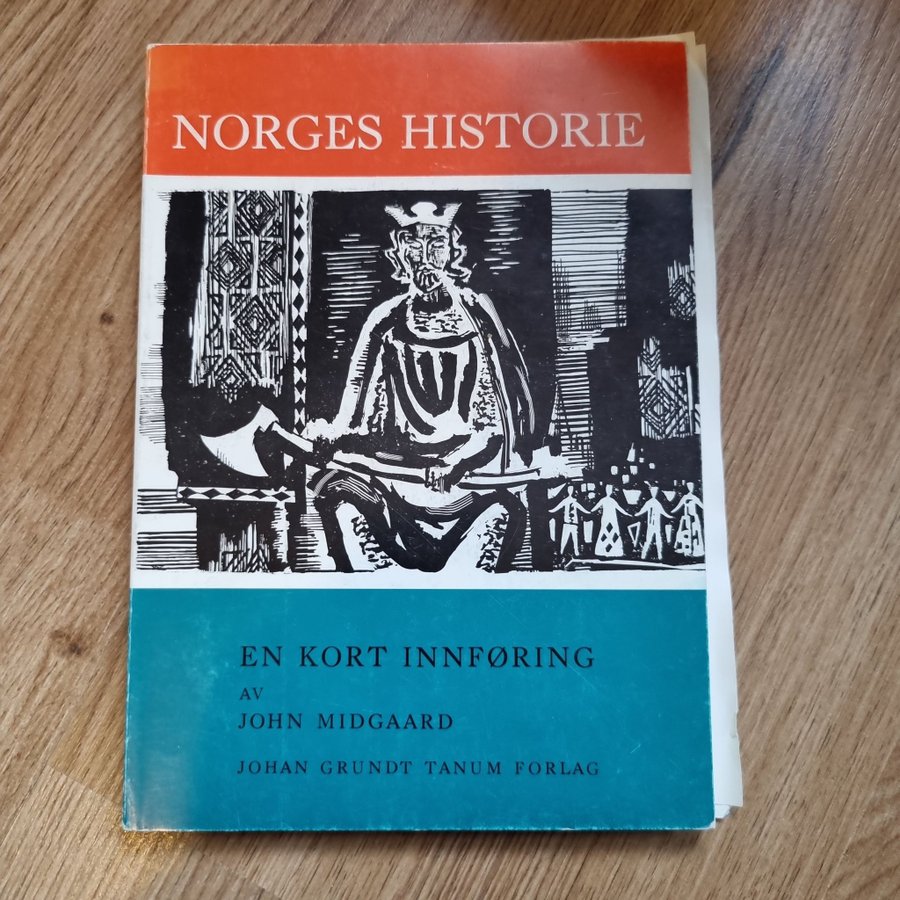 NORGES HISTORIE
EN KORT INNFØRING
AV
JOHN MIDGAARD
JOHAN GRUNDT TANUM FORLAG